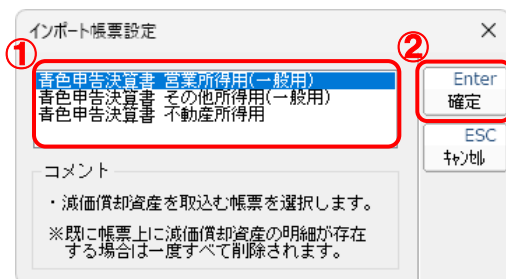 インポート帳票設定
①
②
青色申告決算書 営業所得用(一般用)
青色申告決算書 その他所得用(一般用)
青色申告決算書 不動産所得用
Enter
確定
ESC
ｷｬﾝｾﾙ
コメント
・減価償却資産を取込む帳票を選択します。
※既に帳票上に減価償却資産の明細が存在
する場合は一度すべて削除されます。